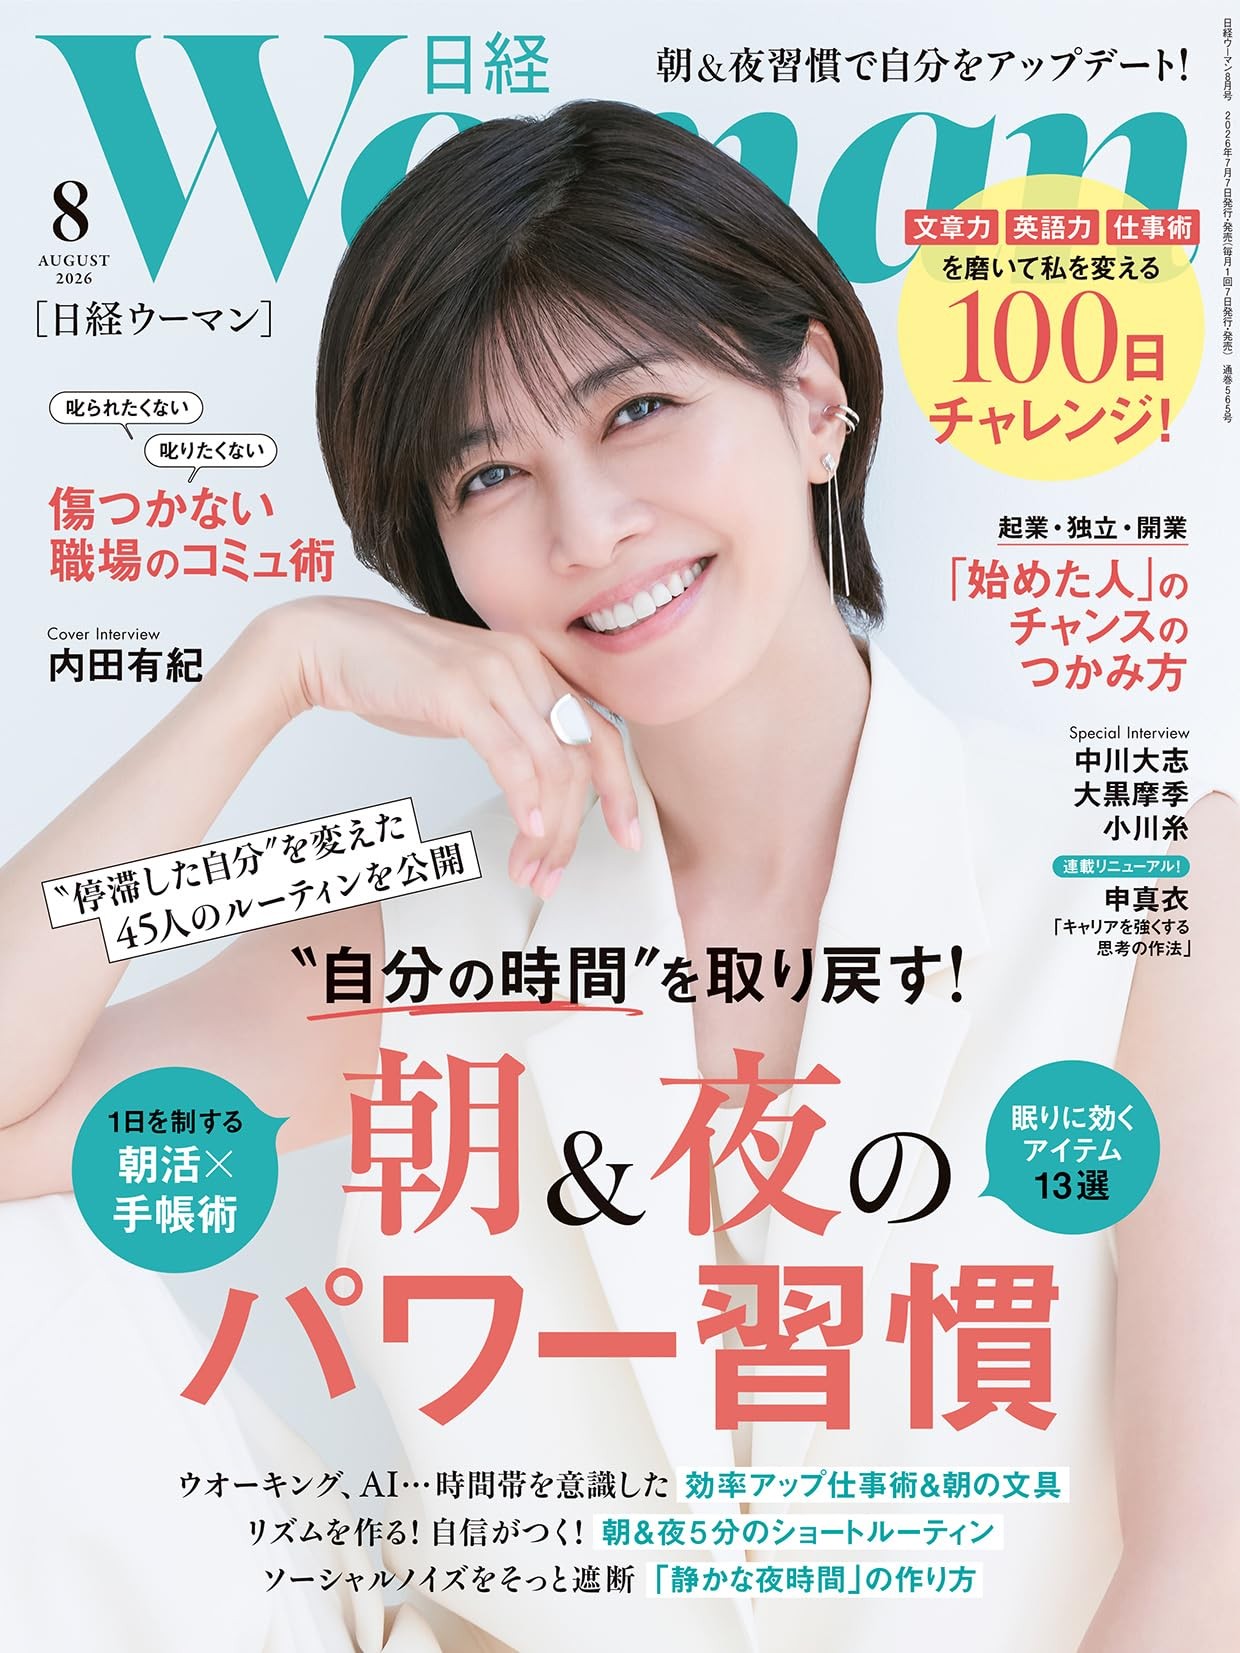 日経
Woman
朝&夜習慣で自分をアップデート!
日経ウーマン8月号 2026年7月7日発行・発売(毎月1回7日発行・発売) 通巻565号
8
AUGUST
2026
[日経ウーマン]
文章力 英語力 仕事術
を磨いて私を変える
100日
チャレンジ!
叱られたくない
叱りたくない
傷つかない
職場のコミュ術
Cover Interview
内田有紀
起業・独立・開業
「始めた人」の
チャンスの
つかみ方
Special Interview
中川大志
大黒摩季
小川糸
連載リニューアル!
申真衣
「キャリアを強くする
思考の作法」
〝停滞した自分〟を変えた
45人のルーティンを公開
〝自分の時間〟を取り戻す!
朝&夜の
パワー習慣
1日を制する
朝活×
手帳術
眠りに効く
アイテム
13選
ウオーキング、AI…時間帯を意識した 効率アップ仕事術&朝の文具
リズムを作る! 自信がつく! 朝&夜5分のショートルーティン
ソーシャルノイズをそっと遮断 「静かな夜時間」の作り方